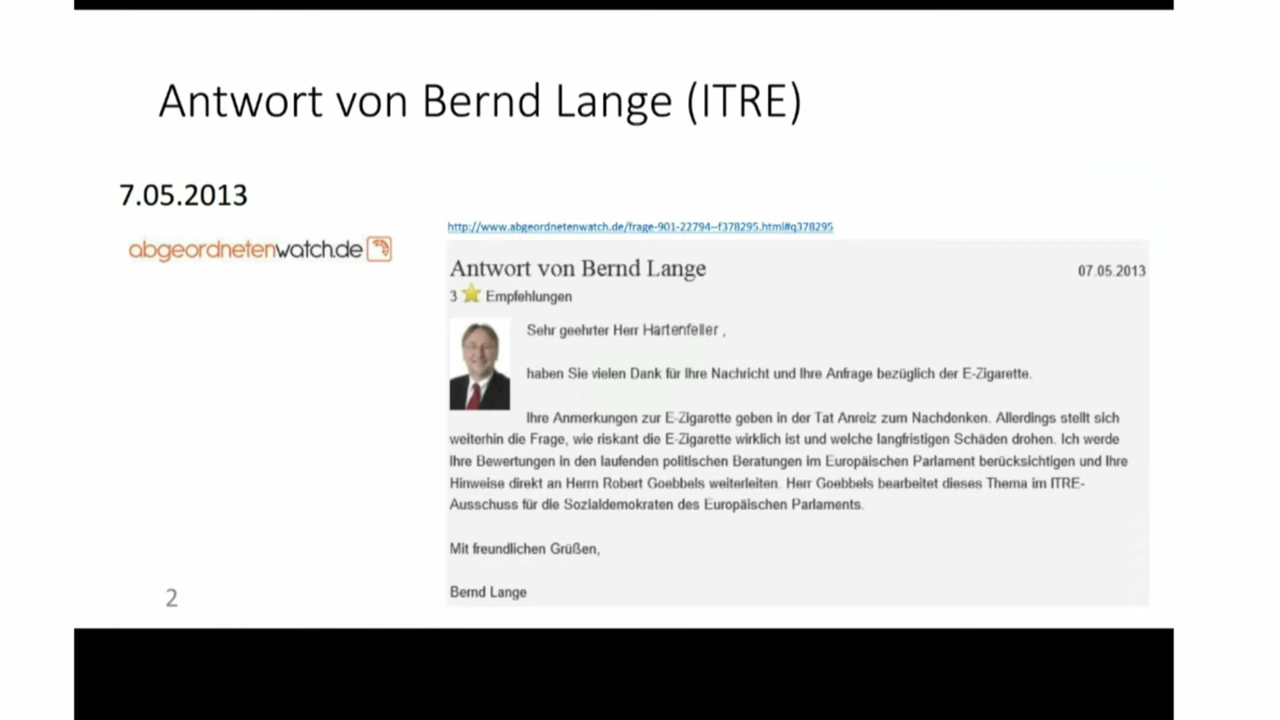 Antwort von Bernd Lange (ITRE)
7.05.2013
abgeordnetenwatch.de
http://www.abgeordnetenwatch.de/frage-901-22794--f378295.html#q378295
Antwort von Bernd Lange
07.05.2013
3 Empfehlungen
Sehr geehrter Herr Hartenfeller ,
haben Sie vielen Dank für Ihre Nachricht und Ihre Anfrage bezüglich der E-Zigarette.
Ihre Anmerkungen zur E-Zigarette geben in der Tat Anreiz zum Nachdenken. Allerdings stellt sich
weiterhin die Frage, wie riskant die E-Zigarette wirklich ist und welche langfristigen Schäden drohen. Ich werde
Ihre Bewertungen in den laufenden politischen Beratungen im Europäischen Parlament berücksichtigen und Ihre
Hinweise direkt an Herrn Robert Goebbels weiterleiten. Herr Goebbels bearbeitet dieses Thema im ITRE-
Ausschuss für die Sozialdemokraten des Europäischen Parlaments.
Mit freundlichen Grüßen,
Bernd Lange
2